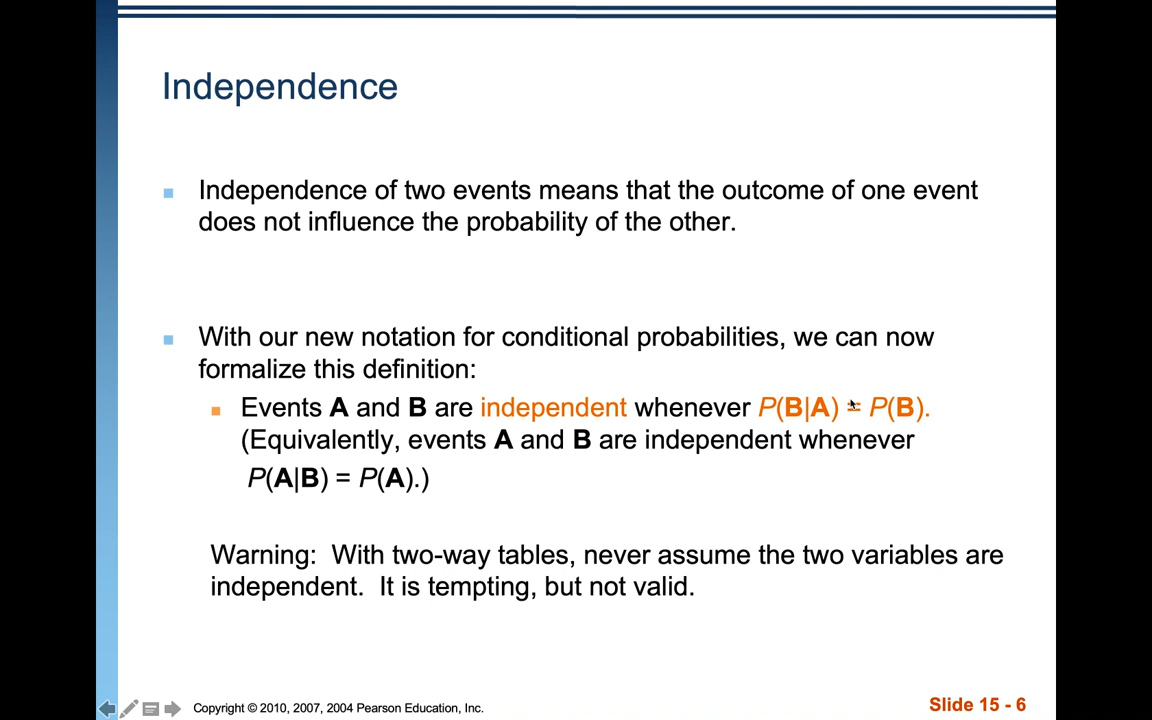 Independence
Independence of two events means that the outcome of one event
does not influence the probability of the other.
With our new notation for conditional probabilities, we can now
formalize this definition:
Events A and B are independent whenever P(B|A) = P(B).
(Equivalently, events A and B are independent whenever
P(A|B) = P(A).)
Warning:  With two-way tables, never assume the two variables are
independent.  It is tempting, but not valid.
Copyright © 2010, 2007, 2004 Pearson Education, Inc.
Slide 15 - 6